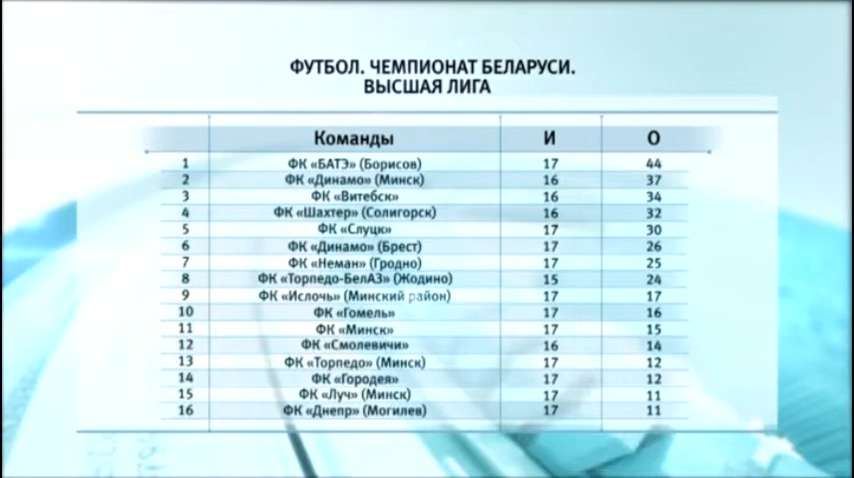 ФУТБОЛ. ЧЕМПИОНАТ БЕЛАРУСИ.
ВЫСШАЯ ЛИГА
Команды И О
1 ФК «БАТЭ» (Борисов) 17 44
2 ФК «Динамо» (Минск) 16 37
3 ФК «Витебск» 16 34
4 ФК «Шахтер» (Солигорск) 16 32
5 ФК «Слуцк» 17 30
6 ФК «Динамо» (Брест) 17 26
7 ФК «Неман» (Гродно) 17 25
8 ФК «Торпедо-БелАЗ» (Жодино) 15 24
9 ФК «Ислочь» (Минский район) 17 17
10 ФК «Гомель» 17 16
11 ФК «Минск» 17 15
12 ФК «Смолевичи» 16 14
13 ФК «Торпедо» (Минск) 17 12
14 ФК «Городея» 17 12
15 ФК «Луч» (Минск) 17 11
16 ФК «Днепр» (Могилев) 17 11